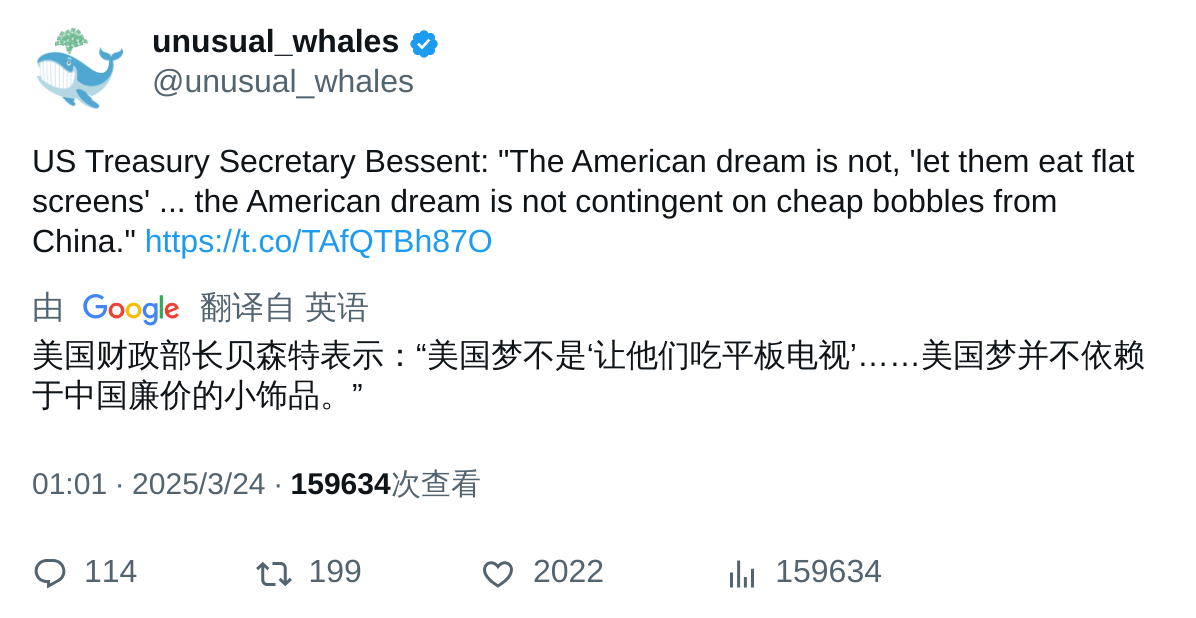 unusual_whales
@unusual_whales
US Treasury Secretary Bessent: "The American dream is not, 'let them eat flat
screens' ... the American dream is not contingent on cheap bobbles from
China." https://t.co/TAfQTBh87O
由 Google 翻译自 英语
美国财政部长贝森特表示：“美国梦不是‘让他们吃平板电视’……美国梦并不依赖
于中国廉价的小饰品。”
01:01 · 2025/3/24 · 159634次查看
114 199 2022 159634